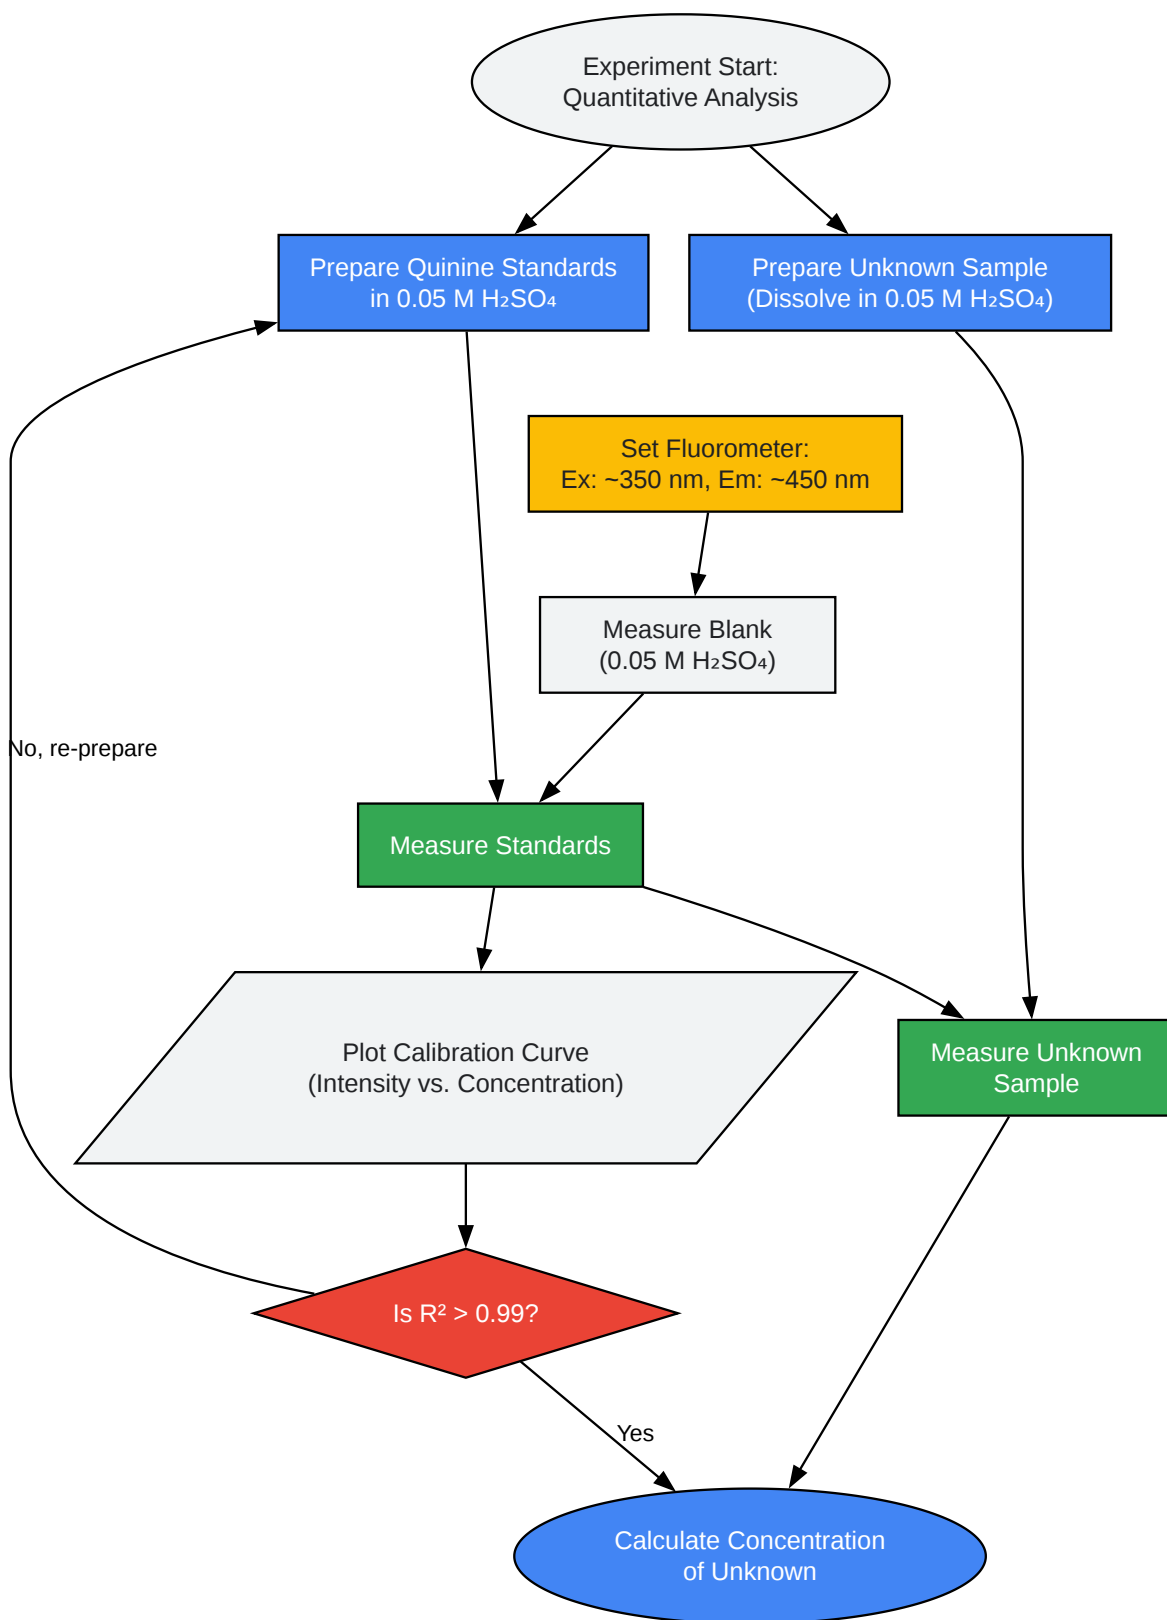 Experiment Start:
Quantitative Analysis
Prepare Quinine Standards
in 0.05 M H₂SO₄
Prepare Unknown Sample
(Dissolve in 0.05 M H₂SO₄)
Set Fluorometer:
Ex: ~350 nm, Em: ~450 nm
Measure Blank
(0.05 M H₂SO₄)
No, re-prepare
Measure Standards
Plot Calibration Curve
(Intensity vs. Concentration)
Measure Unknown
Sample
Is R² > 0.99?
Yes
Calculate Concentration
of Unknown